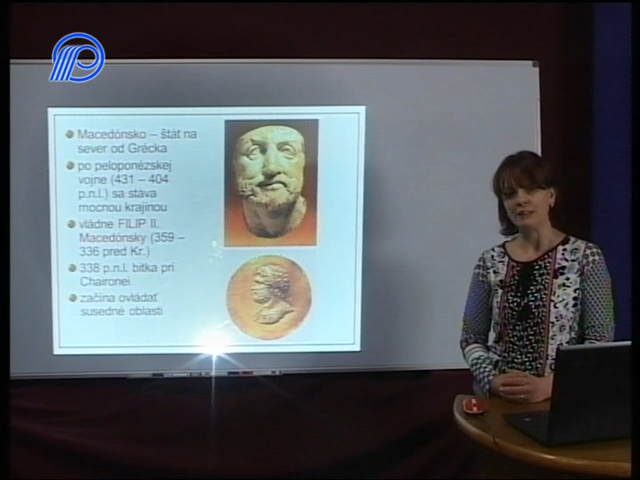 Macedónsko – štát na
sever od Grécka
po peloponézskej
vojne (431 – 404
p.n.l.) sa stáva
mocnou krajinou
vládne FILIP II.
Macedónsky (359 –
336 pred Kr.)
338 p.n.l. bitka pri
Chaironei
začína ovládať
susedné oblasti